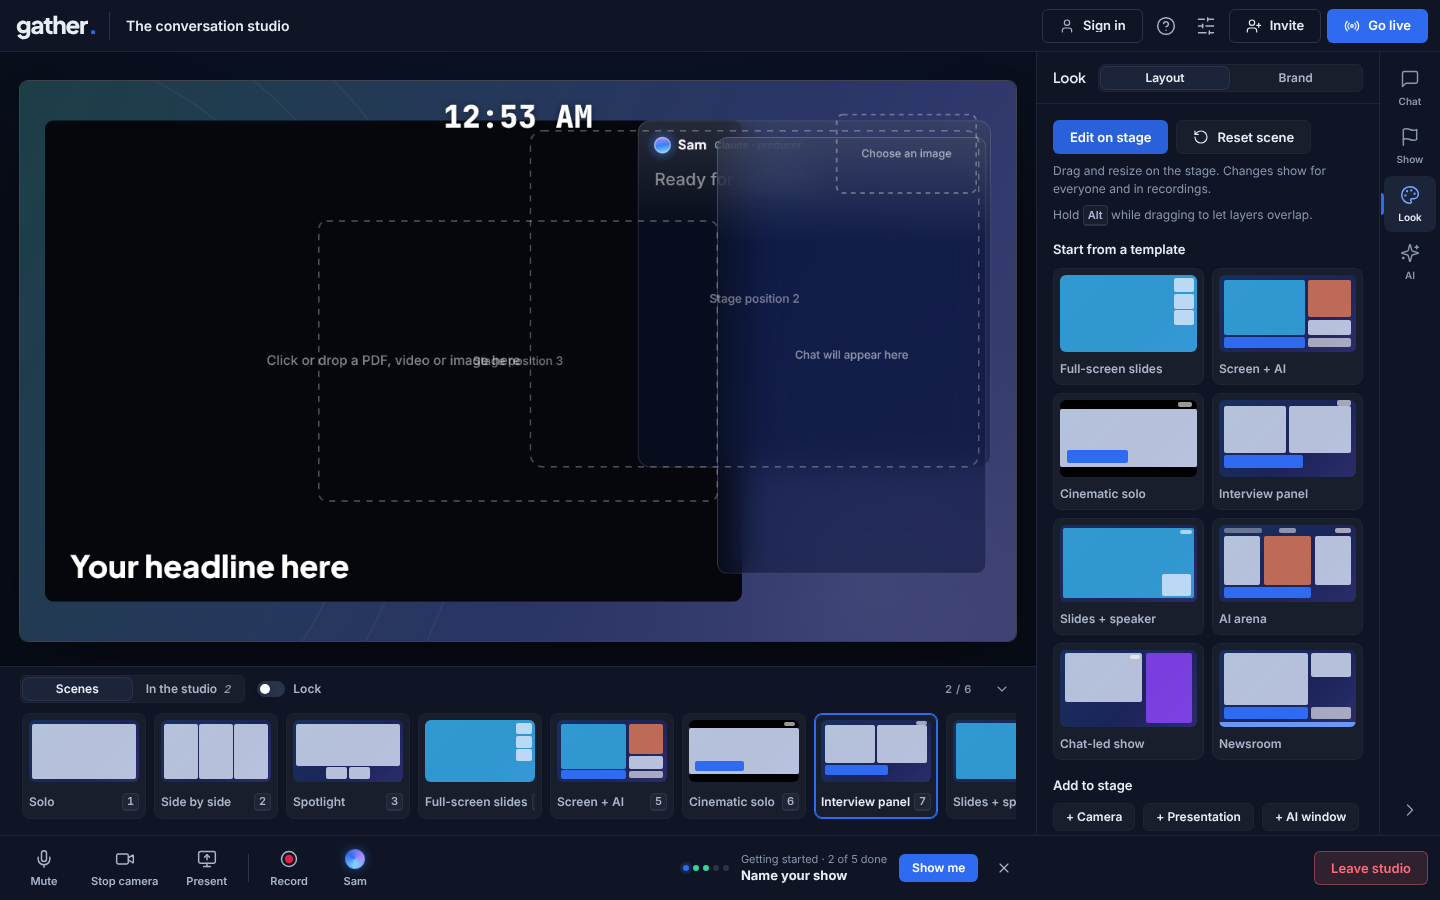 gather.
The conversation studio
Sign in
Invite
Go live
12:53 AM
Sam Claude · producer
Ready for
Choose an image
Stage position 2
Click or drop a PDF, video or image here
Stage position 3
Chat will appear here
Your headline here
Look
Layout
Brand
Edit on stage
Reset scene
Drag and resize on the stage. Changes show for
everyone and in recordings.
Hold Alt while dragging to let layers overlap.
Start from a template
Full-screen slides
Screen + AI
Cinematic solo
Interview panel
Slides + speaker
AI arena
Chat-led show
Newsroom
Add to stage
+ Camera
+ Presentation
+ AI window
Chat
Show
Look
AI
Scenes
In the studio 2
Lock
2 / 6
Solo 1
Side by side 2
Spotlight 3
Full-screen slides
Screen + AI 5
Cinematic solo 6
Interview panel 7
Slides + sp
Mute
Stop camera
Present
Record
Sam
Getting started · 2 of 5 done
Name your show
Show me
Leave studio